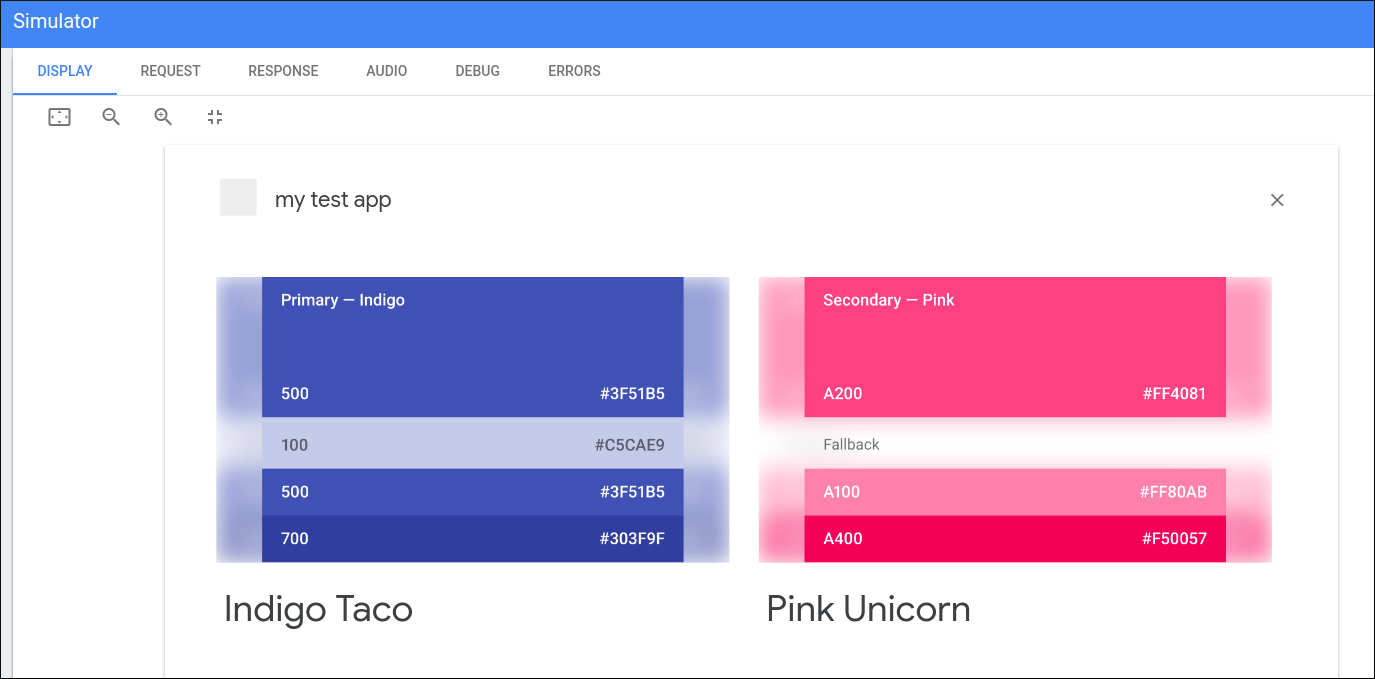 Simulator
DISPLAY REQUEST RESPONSE AUDIO DEBUG ERRORS
my test app
Primary — Indigo
500 #3F51B5
100 #C5CAE9
500 #3F51B5
700 #303F9F
Indigo Taco
Secondary — Pink
A200 #FF4081
Fallback
A100 #FF80AB
A400 #F50057
Pink Unicorn